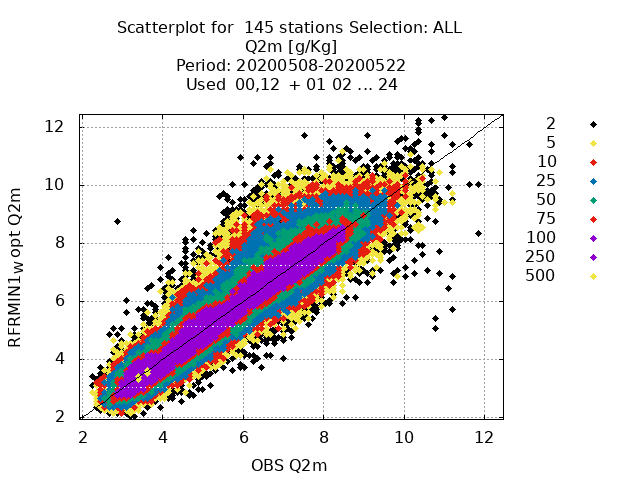 Scatterplot for  145 stations Selection: ALL
Q2m [g/Kg]
Period: 20200508-20200522
Used  00,12  + 01 02 ... 24
RFRMIN1w opt Q2m
12
10
8
6
4
2
2 4 6 8 10 12
OBS Q2m
2
5
10
25
50
75
100
250
500